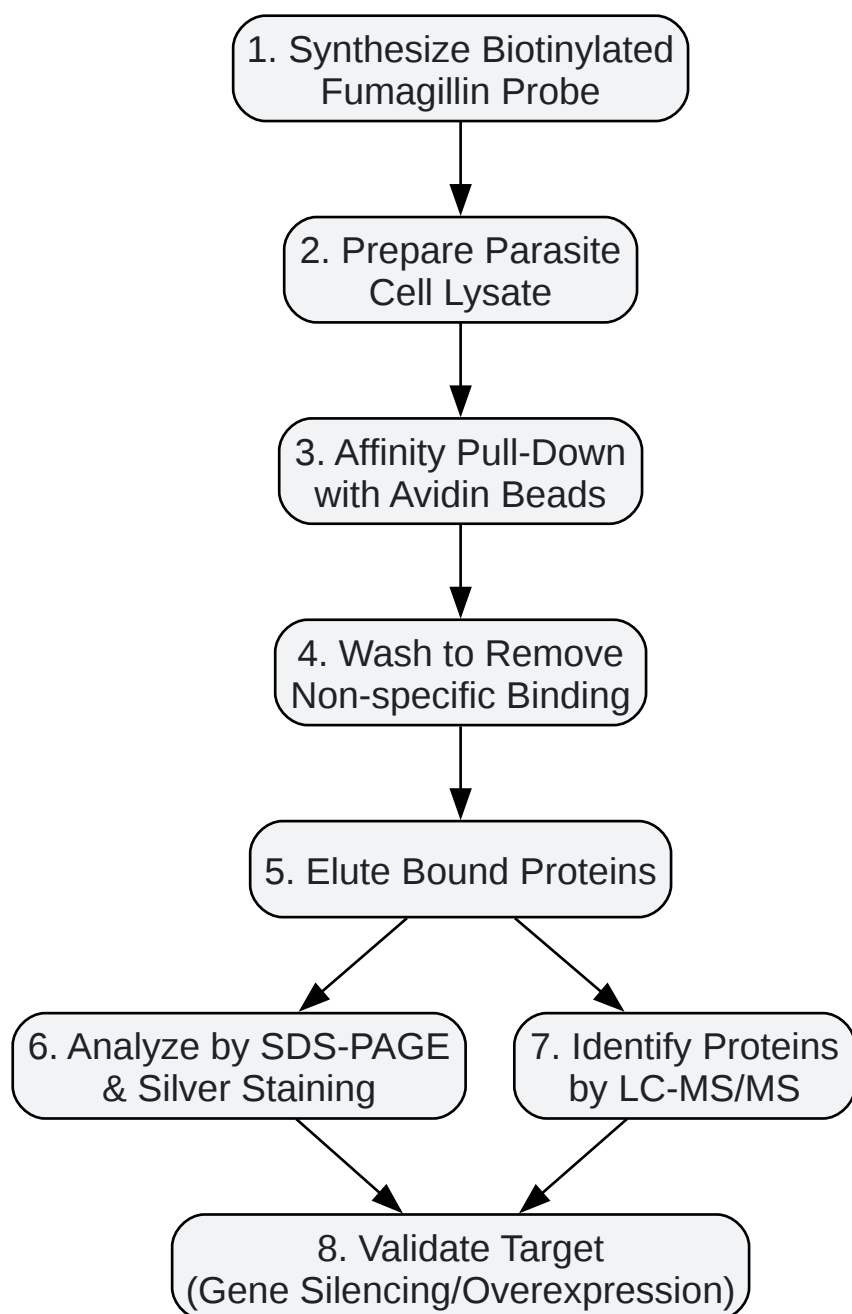 1. Synthesize Biotinylated
Fumagillin Probe
2. Prepare Parasite
Cell Lysate
3. Affinity Pull-Down
with Avidin Beads
4. Wash to Remove
Non-specific Binding
5. Elute Bound Proteins
6. Analyze by SDS-PAGE
& Silver Staining
7. Identify Proteins
by LC-MS/MS
8. Validate Target
(Gene Silencing/Overexpression)